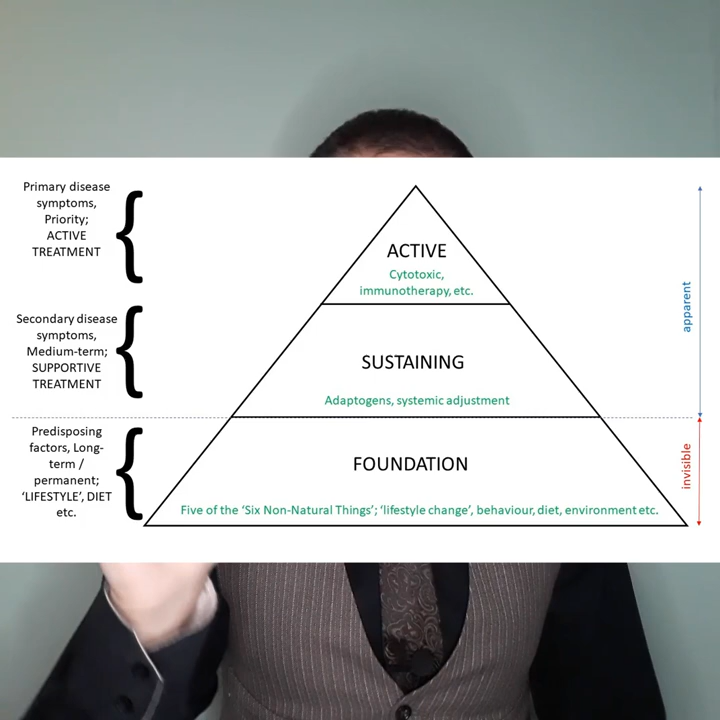 Primary disease
symptoms,
Priority;
ACTIVE
TREATMENT
ACTIVE
Cytotoxic,
immunotherapy, etc.
Secondary disease
symptoms,
Medium-term;
SUPPORTIVE
TREATMENT
SUSTAINING
Adaptogens, systemic adjustment
apparent
Predisposing
factors, Long-
term /
permanent;
‘LIFESTYLE’, DIET
etc.
FOUNDATION
Five of the ‘Six Non-Natural Things’; ‘lifestyle change’, behaviour, diet, environment etc.
invisible